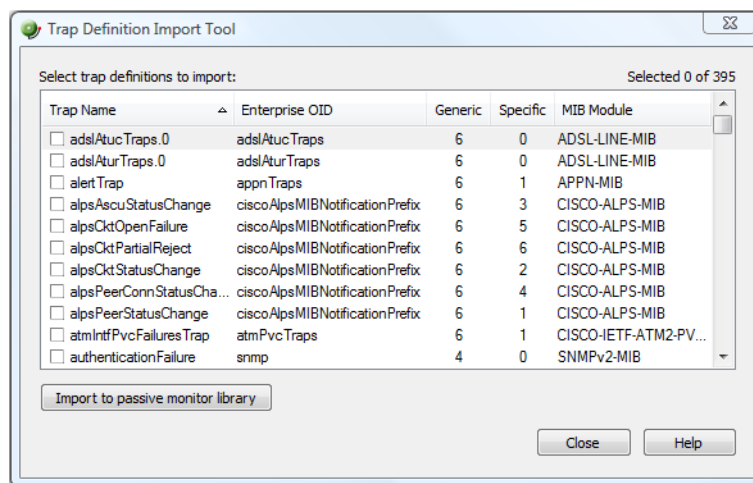 Trap Definition Import Tool
Select trap definitions to import: Selected 0 of 395
Trap Name Enterprise OID Generic Specific MIB Module
adslAtucTraps.0 adslAtucTraps 6 0 ADSL-LINE-MIB
adslAturTraps.0 adslAturTraps 6 0 ADSL-LINE-MIB
alertTrap appnTraps 6 1 APPN-MIB
alpsAscuStatusChange ciscoAlpsMIBNotificationPrefix 6 3 CISCO-ALPS-MIB
alpsCktOpenFailure ciscoAlpsMIBNotificationPrefix 6 5 CISCO-ALPS-MIB
alpsCktPartialReject ciscoAlpsMIBNotificationPrefix 6 6 CISCO-ALPS-MIB
alpsCktStatusChange ciscoAlpsMIBNotificationPrefix 6 2 CISCO-ALPS-MIB
alpsPeerConnStatusCha... ciscoAlpsMIBNotificationPrefix 6 4 CISCO-ALPS-MIB
alpsPeerStatusChange ciscoAlpsMIBNotificationPrefix 6 1 CISCO-ALPS-MIB
atmIntfPvcFailuresTrap atmPvcTraps 6 1 CISCO-IETF-ATM2-PV...
authenticationFailure snmp 4 0 SNMPv2-MIB
Import to passive monitor library
Close Help